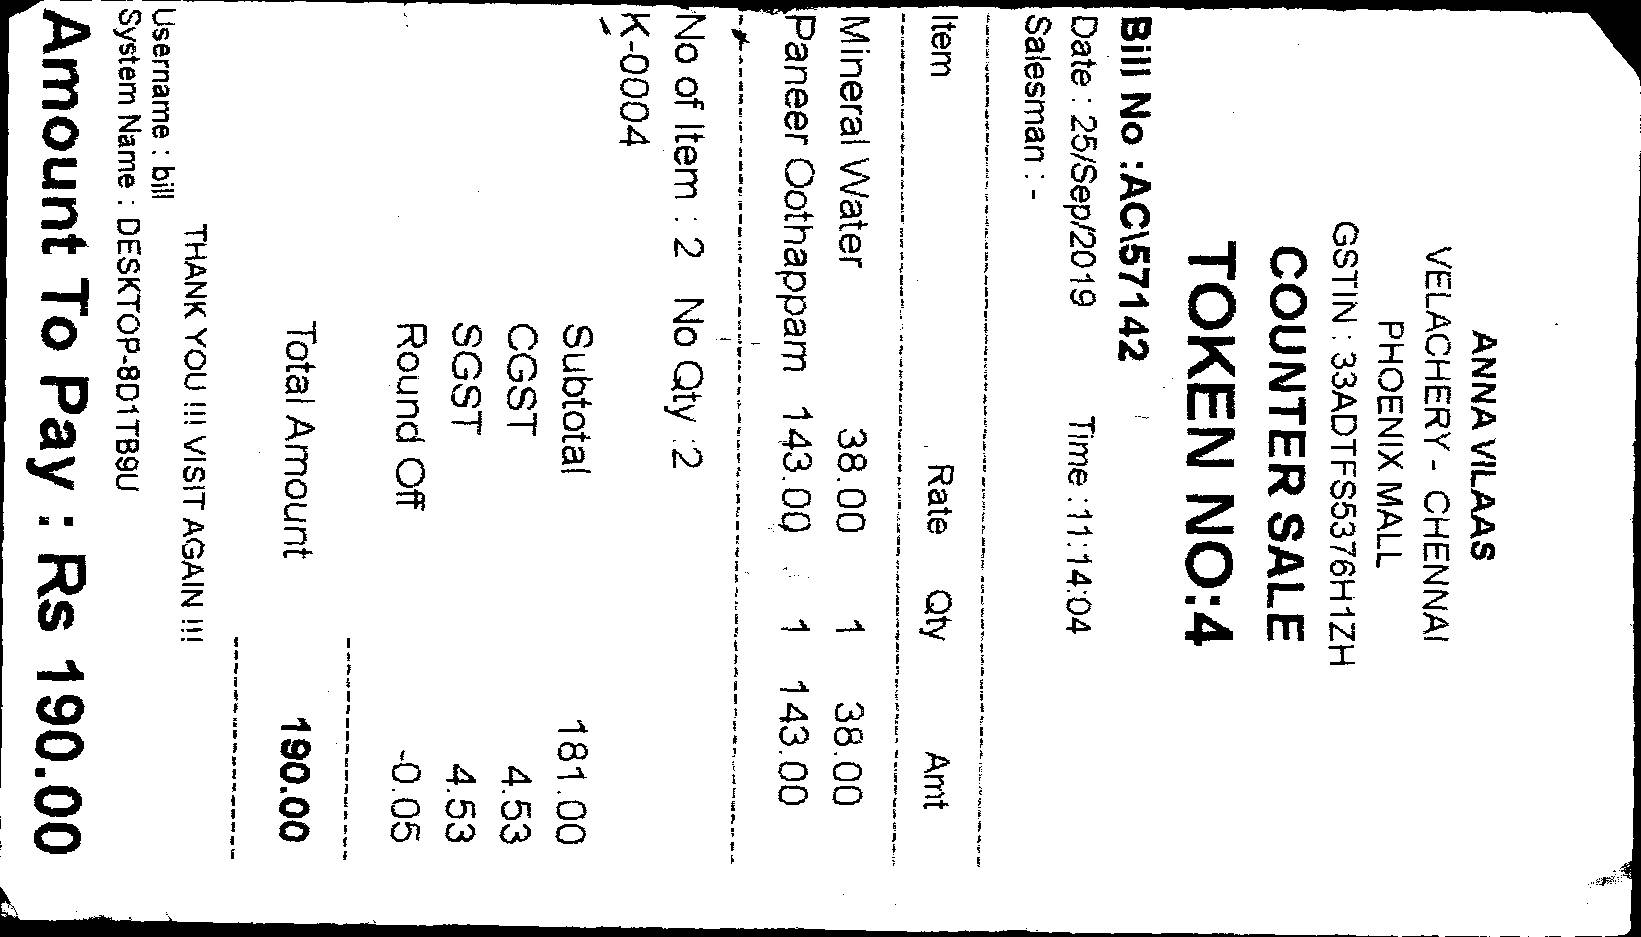 ANNA VILAAS
VELACHERY - CHENNAI
PHOENIX MALL
GSTIN : 33ADTFS5376H1ZH
COUNTER SALE
TOKEN NO:4
Bill No :AC\57142
Date : 25/Sep/2019 Time : 11:14:04
Salesman : -
Item Rate Qty Amt
Mineral Water 38.00 1 38.00
Paneer Oothappam 143.00 1 143.00
No of Item : 2 No Qty :2
K-0004
Subtotal 181.00
CGST 4.53
SGST 4.53
Round Off -0.05
Total Amount 190.00
THANK YOU !!! VISIT AGAIN !!!
Username : bill
System Name : DESKTOP-8D1TB9U
Amount To Pay : Rs 190.00